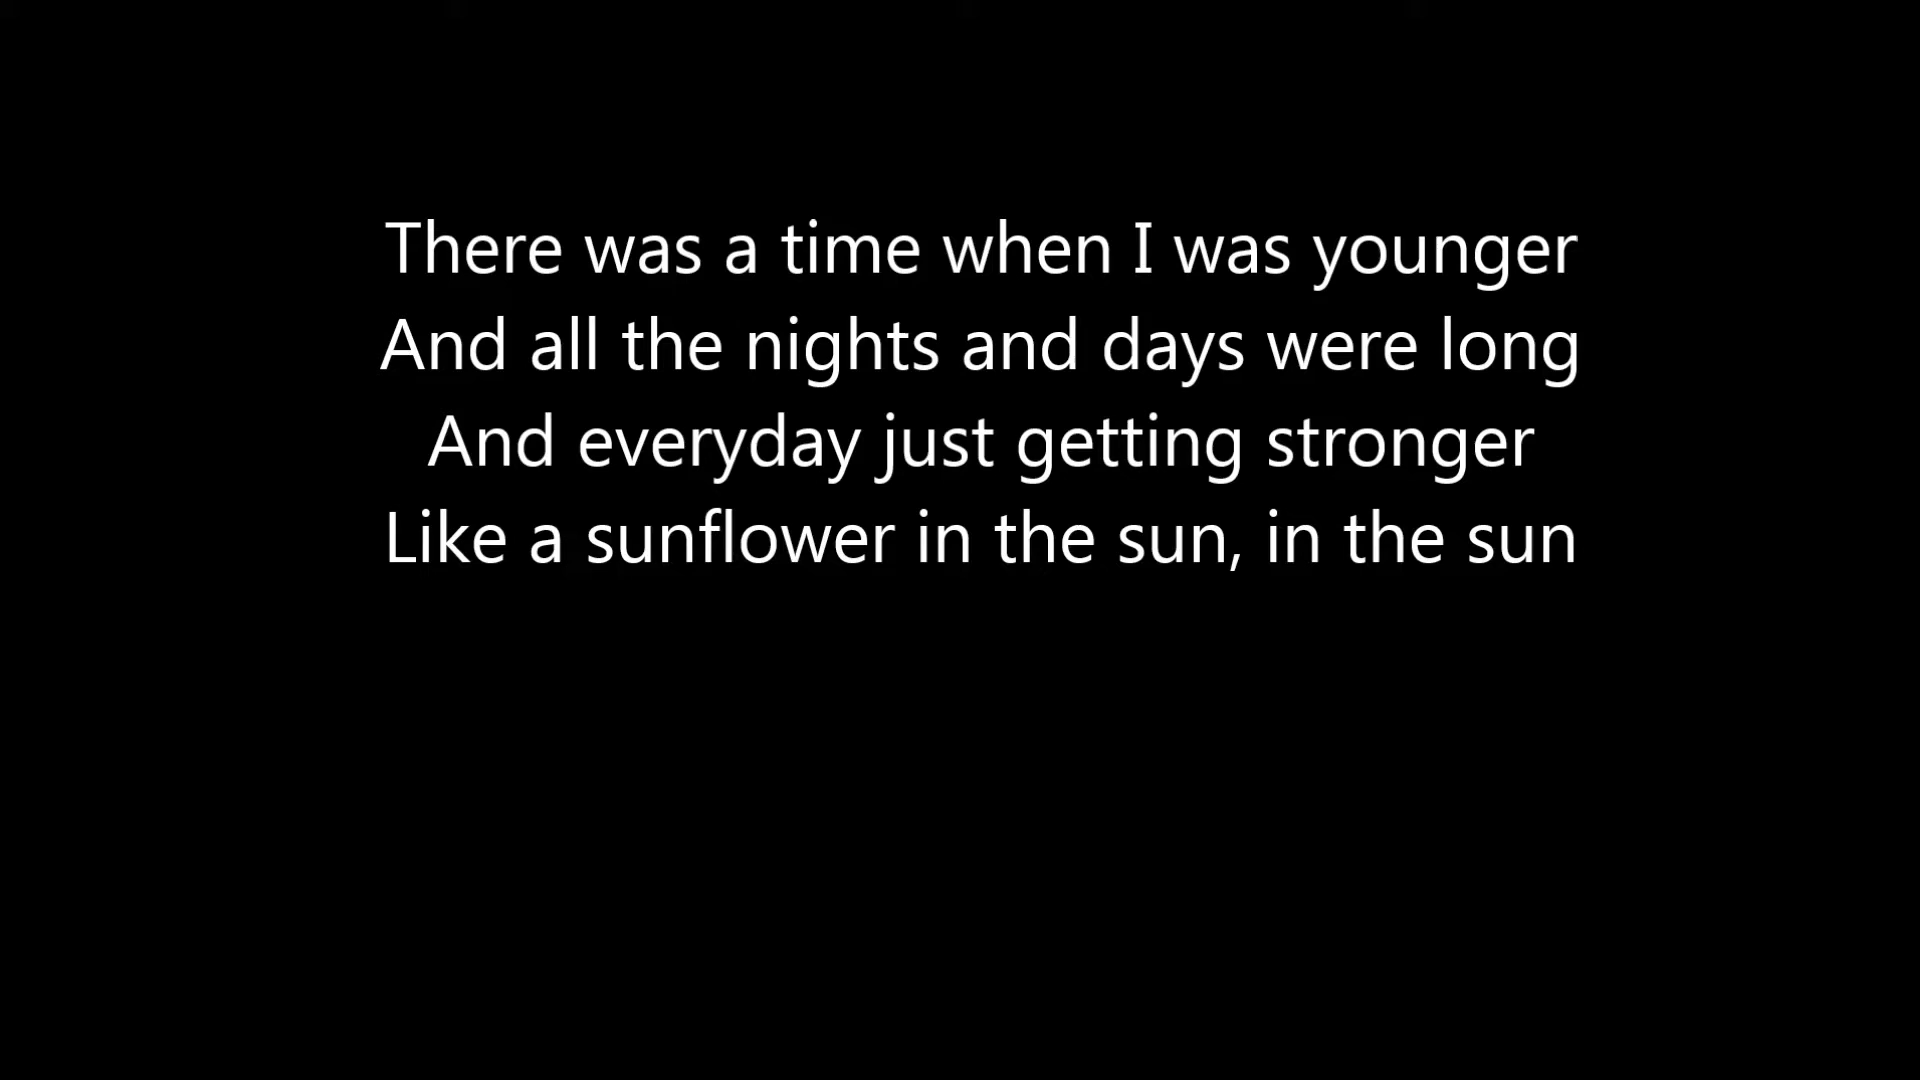 There was a time when I was younger
And all the nights and days were long
And everyday just getting stronger
Like a sunflower in the sun, in the sun